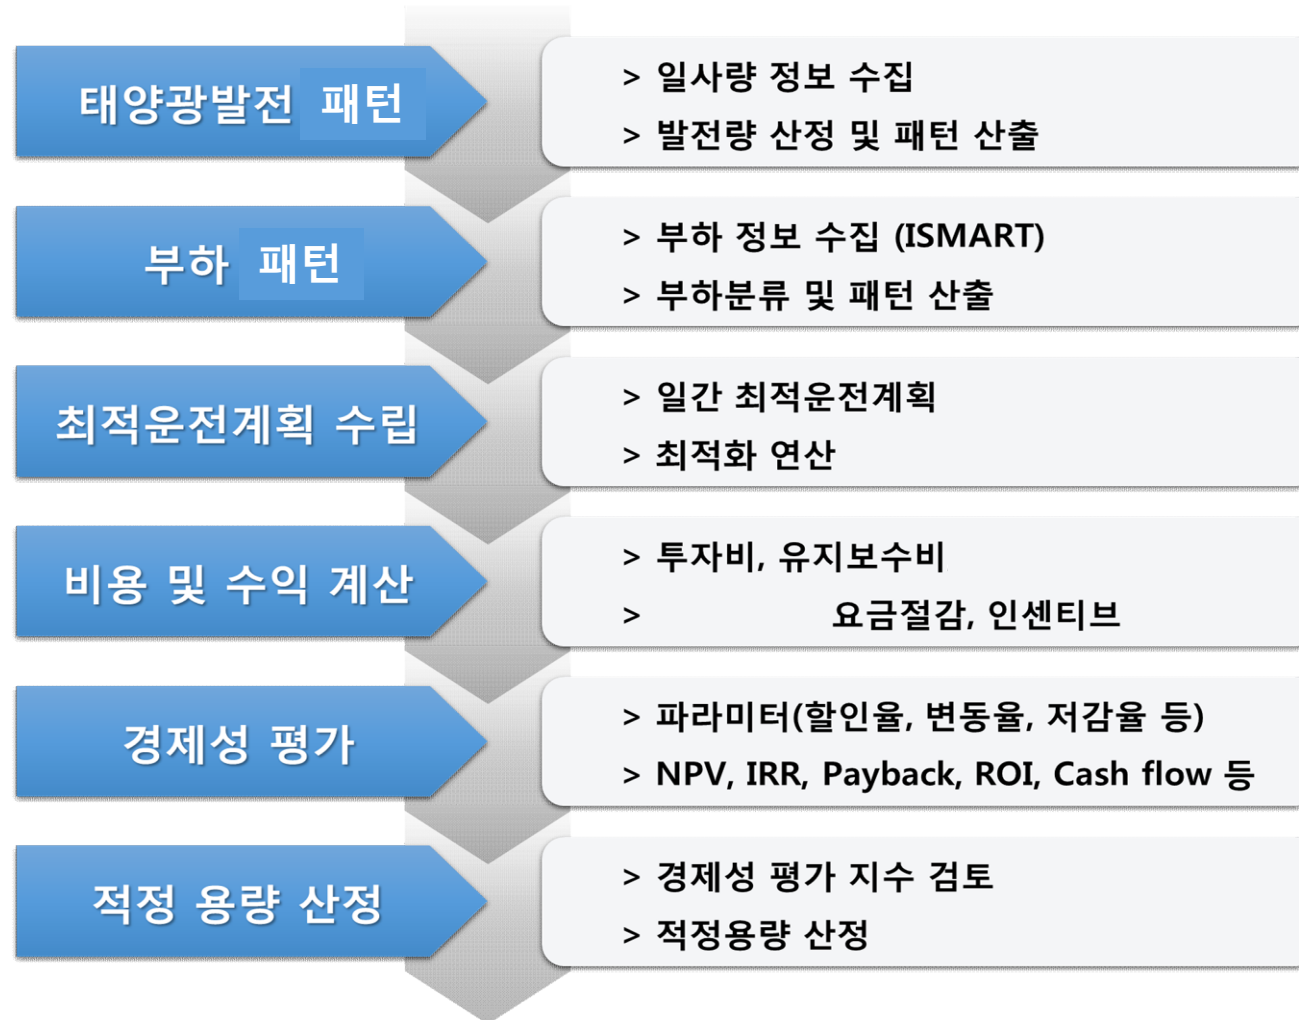 태양광발전 패턴
> 일사량 정보 수집
> 발전량 산정 및 패턴 산출
부하 패턴
> 부하 정보 수집 (ISMART)
> 부하분류 및 패턴 산출
최적운전계획 수립
> 일간 최적운전계획
> 최적화 연산
비용 및 수익 계산
> 투자비, 유지보수비
> 요금절감, 인센티브
경제성 평가
> 파라미터(할인율, 변동율, 저감율 등)
> NPV, IRR, Payback, ROI, Cash flow 등
적정 용량 산정
> 경제성 평가 지수 검토
> 적정용량 산정